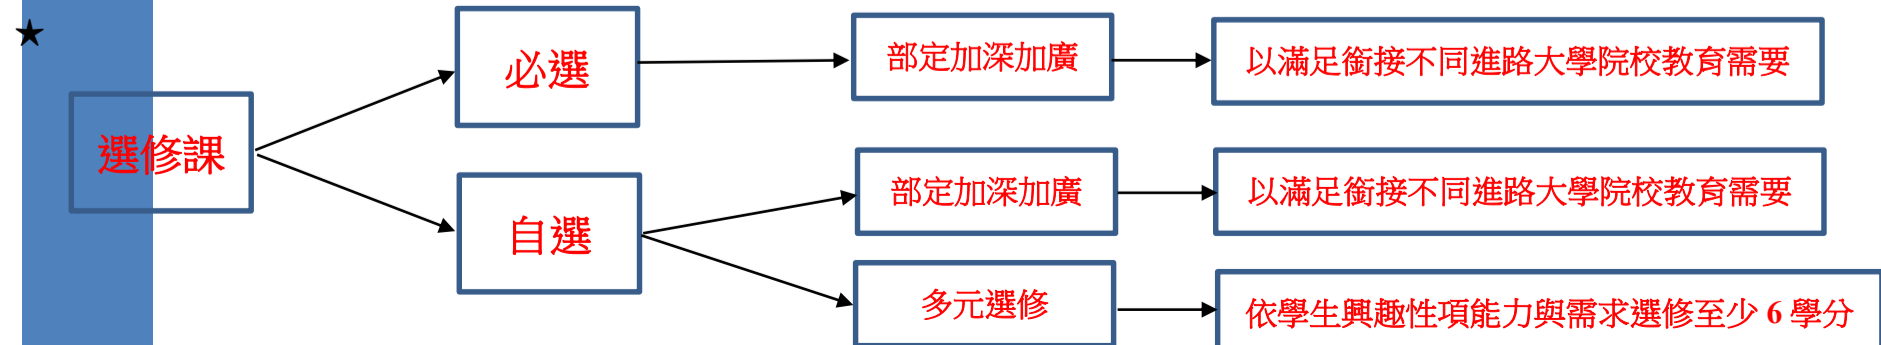 ★
選修課
必選
部定加深加廣
以滿足銜接不同進路大學院校教育需要
自選
部定加深加廣
以滿足銜接不同進路大學院校教育需要
多元選修
依學生興趣性項能力與需求選修至少 6 學分